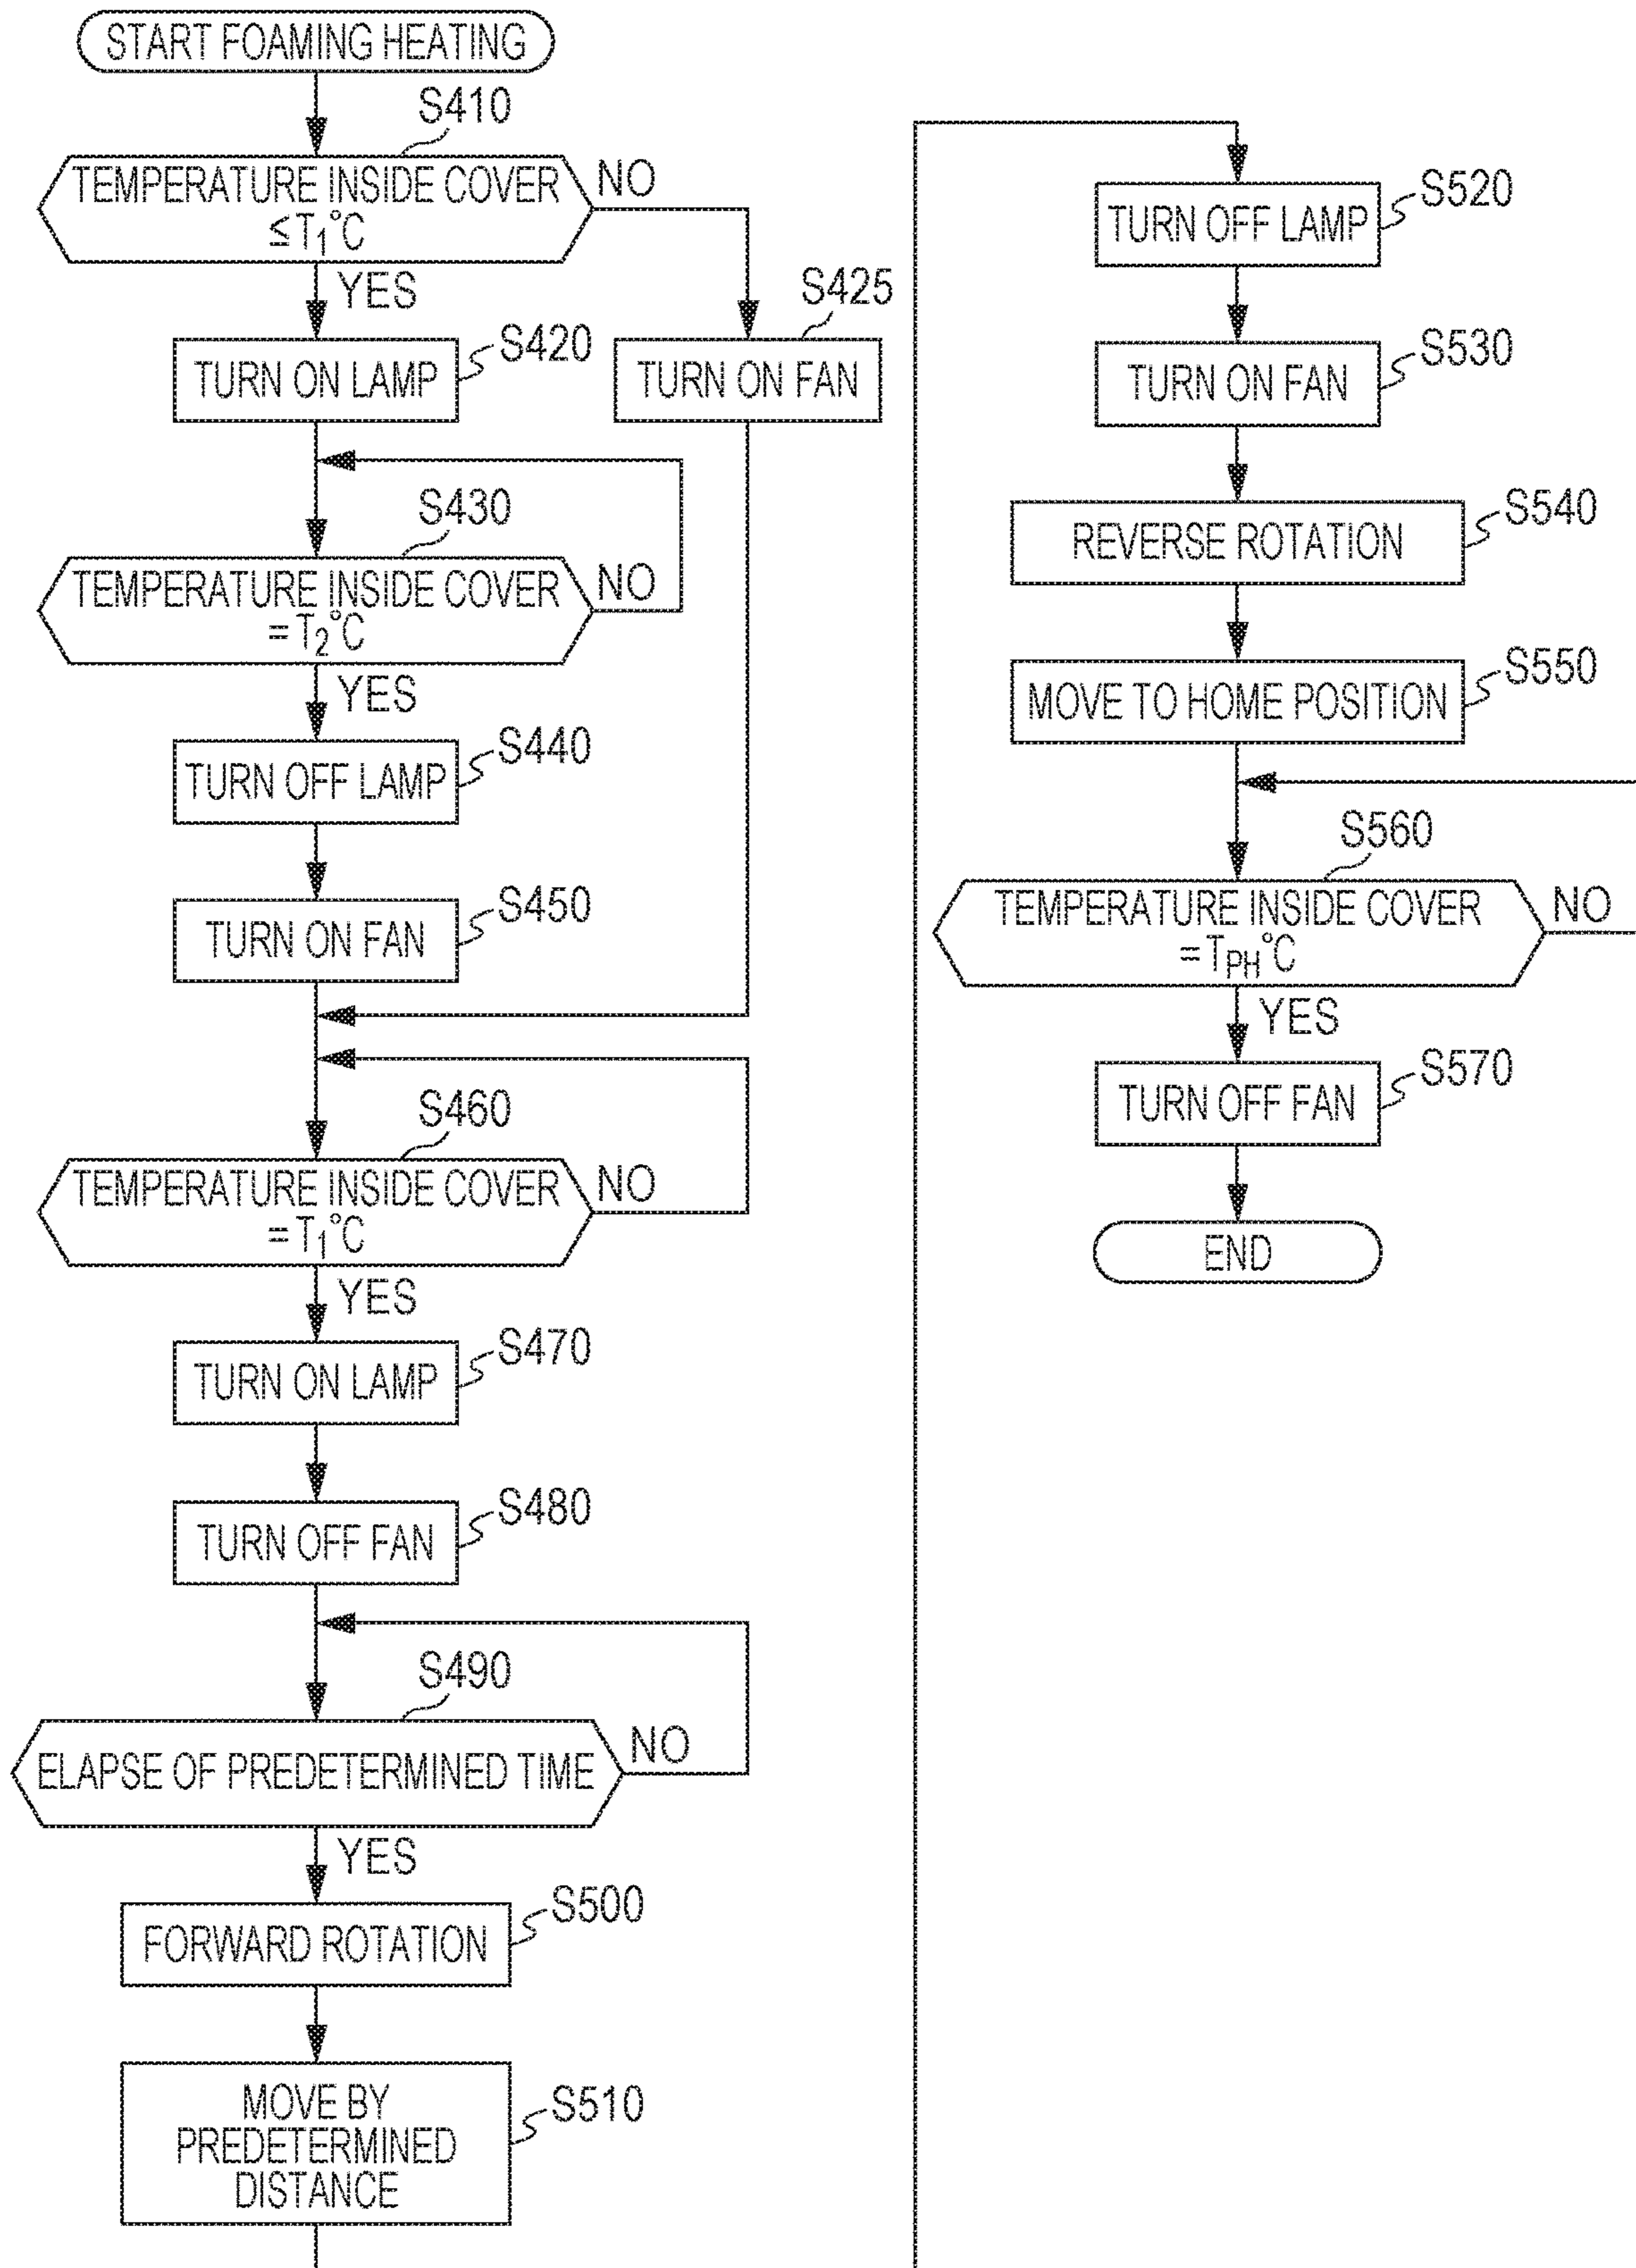 START FOAMING HEATING
S410
TEMPERATURE INSIDE COVER
≤ T₁°C
NO
YES
S420
TURN ON LAMP
S425
TURN ON FAN
S430
TEMPERATURE INSIDE COVER
= T₂°C
NO
YES
S440
TURN OFF LAMP
S450
TURN ON FAN
S460
TEMPERATURE INSIDE COVER
= T₁°C
NO
YES
S470
TURN ON LAMP
S480
TURN OFF FAN
S490
ELAPSE OF PREDETERMINED TIME
NO
YES
S500
FORWARD ROTATION
S510
MOVE BY
PREDETERMINED
DISTANCE
S520
TURN OFF LAMP
S530
TURN ON FAN
S540
REVERSE ROTATION
S550
MOVE TO HOME POSITION
S560
TEMPERATURE INSIDE COVER
= T_PH°C
NO
YES
S570
TURN OFF FAN
END